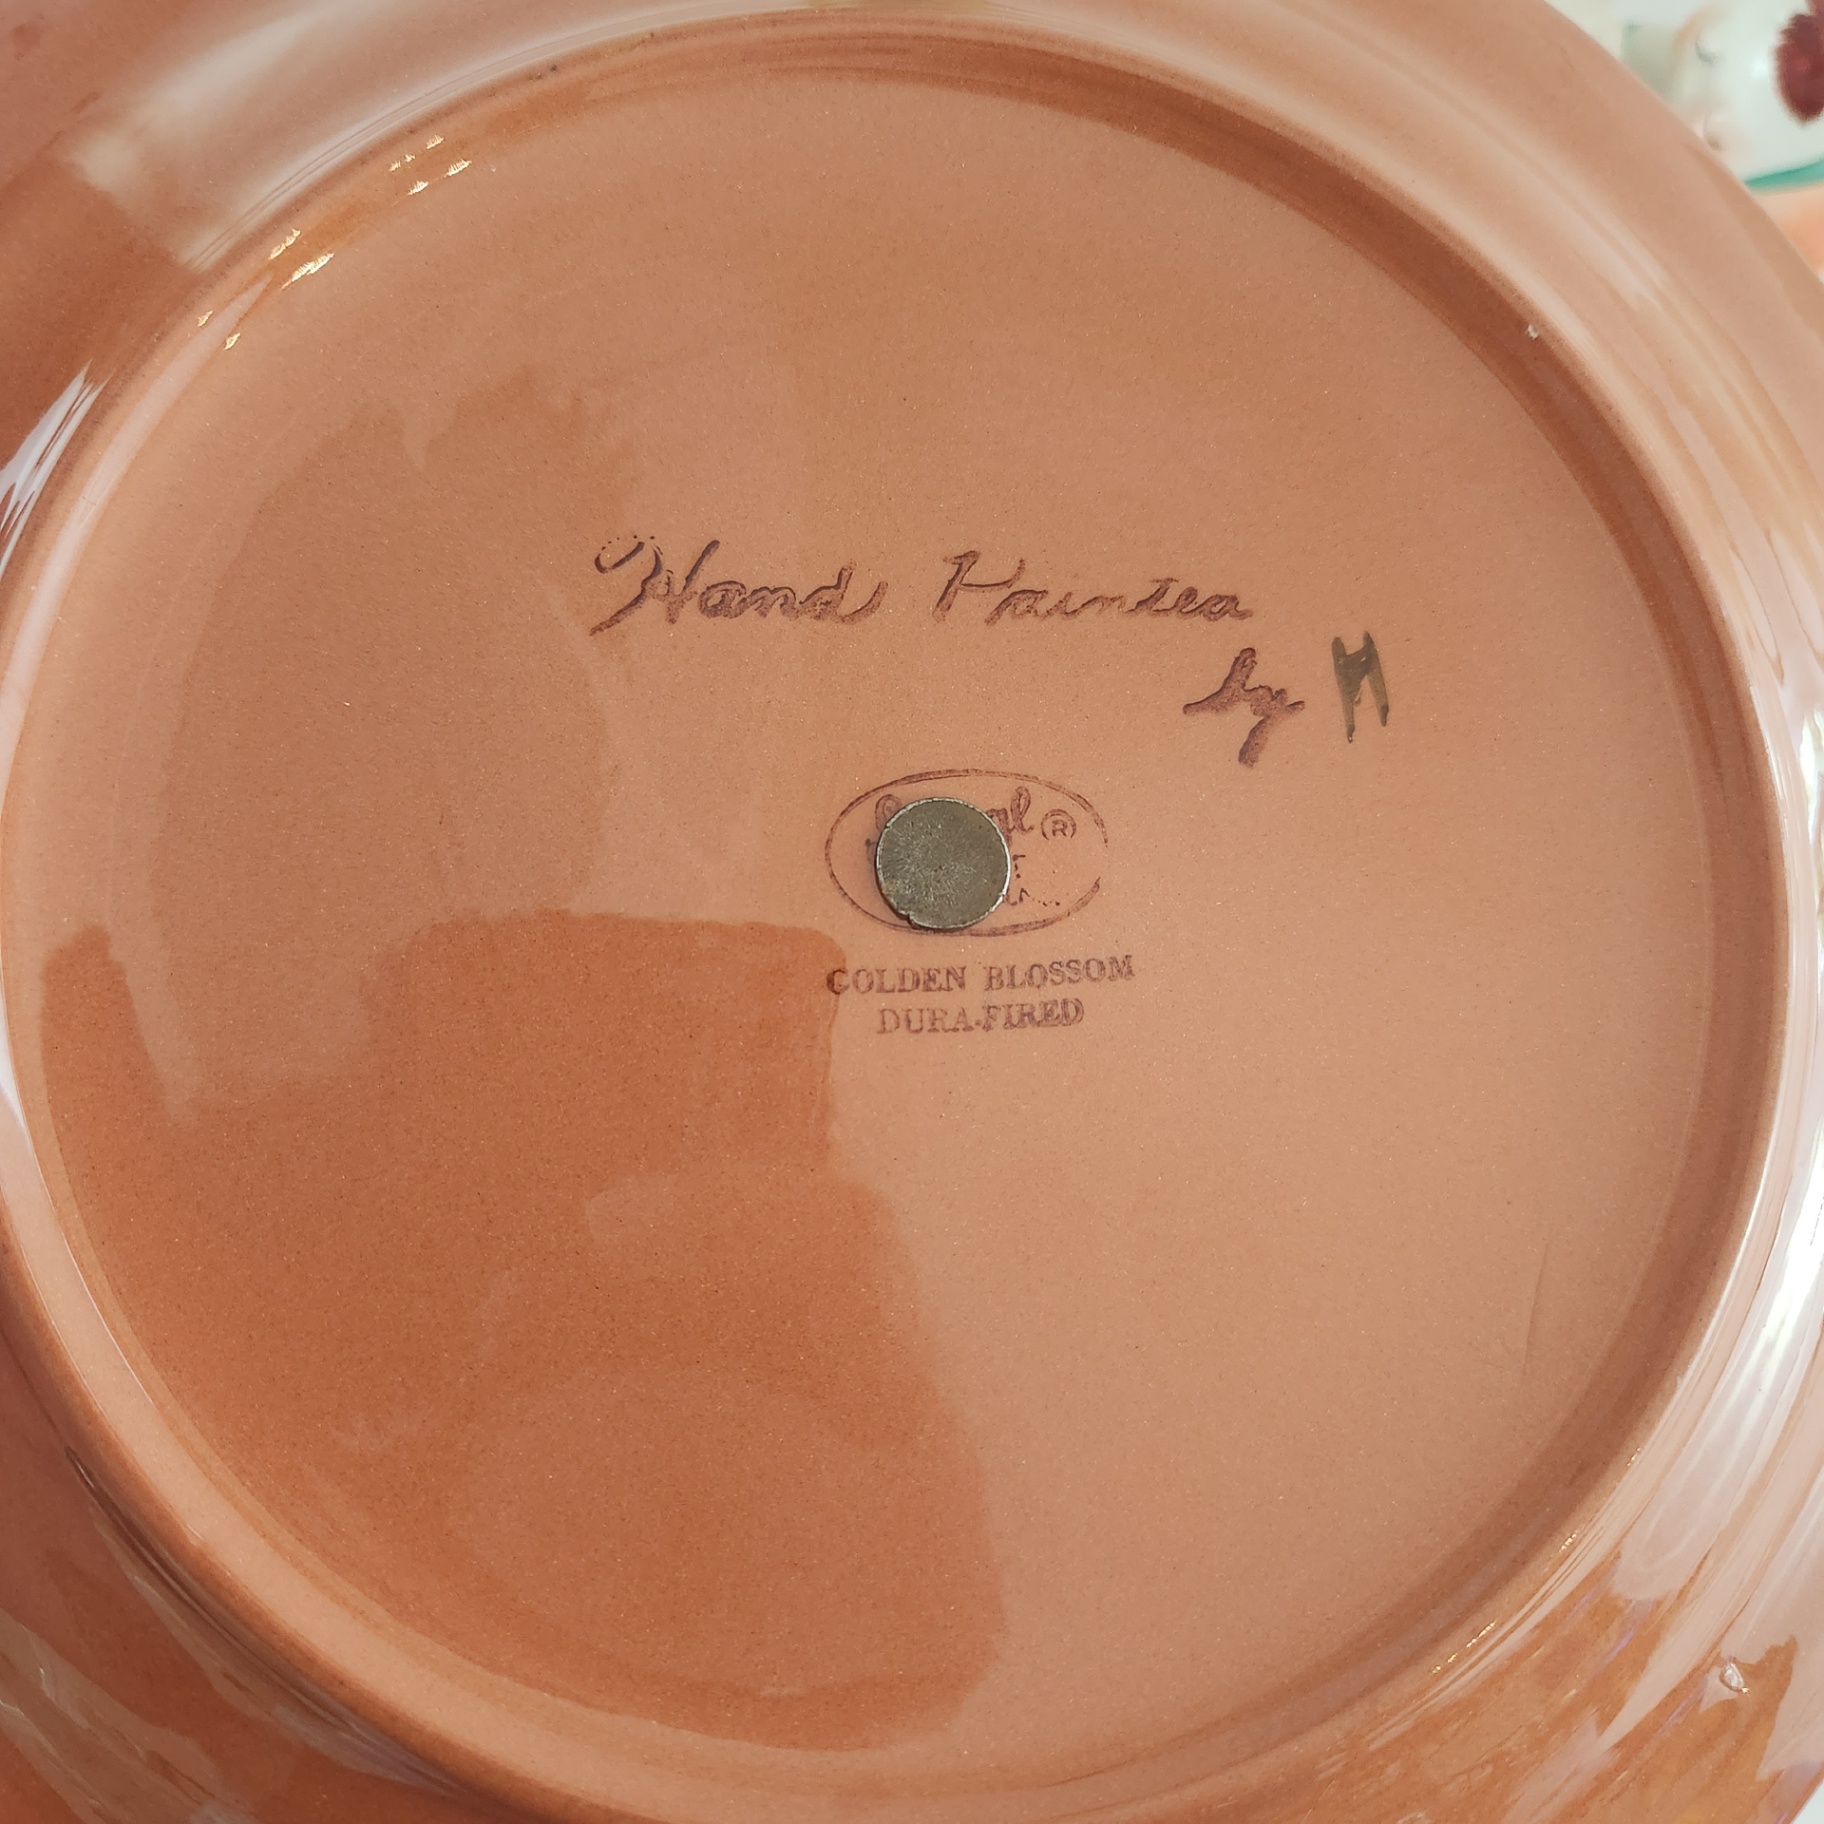 Hand Painted
by H
®
GOLDEN BLOSSOM
DURA-FIRED